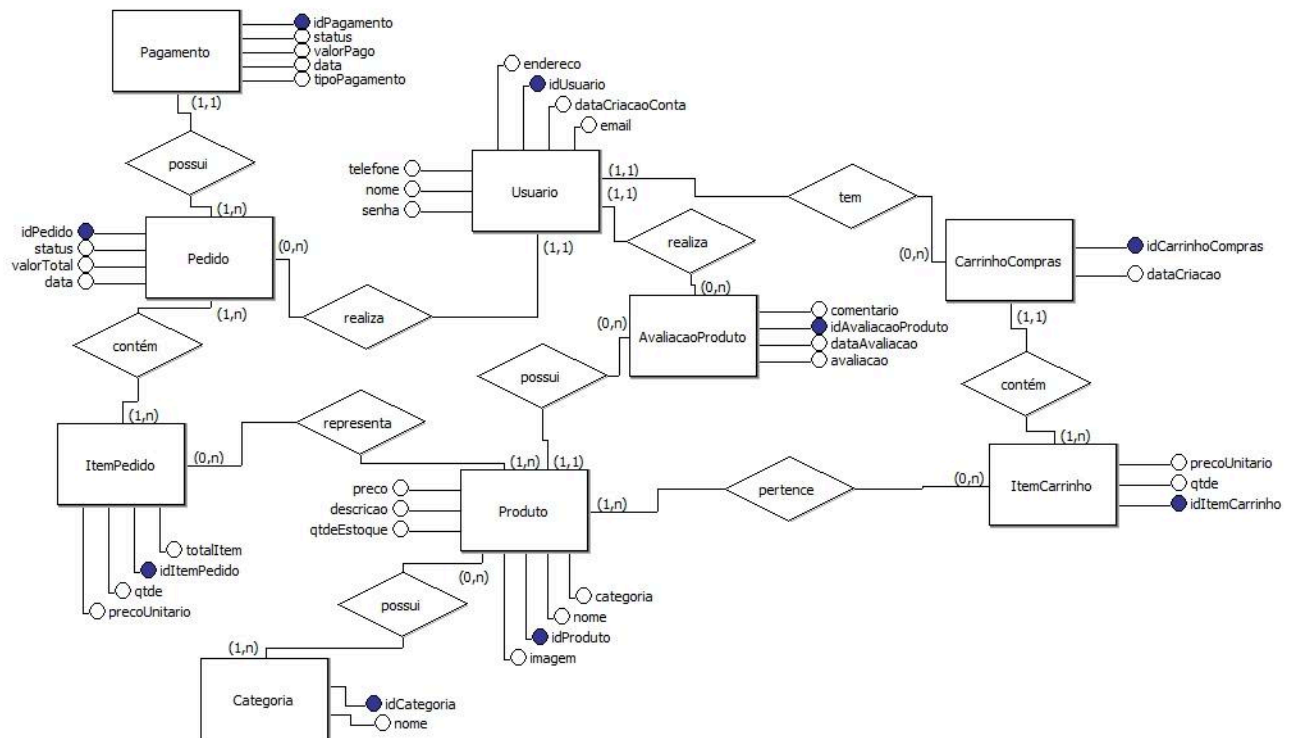 Pagamento
idPagamento
status
valorPago
data
tipoPagamento
(1,1)
possui
(1,n)
idPedido
status
valorTotal
data
Pedido
(0,n)
(1,n)
realiza
(1,1)
endereco
idUsuario
dataCriacaoConta
email
telefone
nome
senha
Usuario
(1,1)
(1,1)
tem
(0,n)
CarrinhoCompras
idCarrinhoCompras
dataCriacao
(1,1)
realiza
(0,n)
(0,n)
AvaliacaoProduto
comentario
idAvaliacaoProduto
dataAvaliacao
avaliacao
contém
(1,n)
ItemPedido
(0,n)
representa
possui
(1,n)
(1,1)
contém
(1,n)
(0,n)
ItemCarrinho
precoUnitario
qtde
idItemCarrinho
pertence
(1,n)
preco
descricao
qtdeEstoque
Produto
totalItem
idItemPedido
qtde
precoUnitario
(0,n)
categoria
nome
idProduto
imagem
possui
(1,n)
Categoria
idCategoria
nome